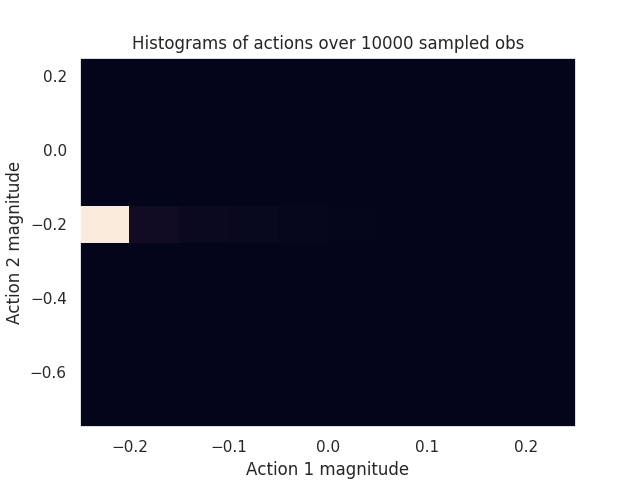 Histograms of actions over 10000 sampled obs
0.2
0.0
−0.2
−0.4
−0.6
Action 2 magnitude
−0.2 −0.1 0.0 0.1 0.2
Action 1 magnitude